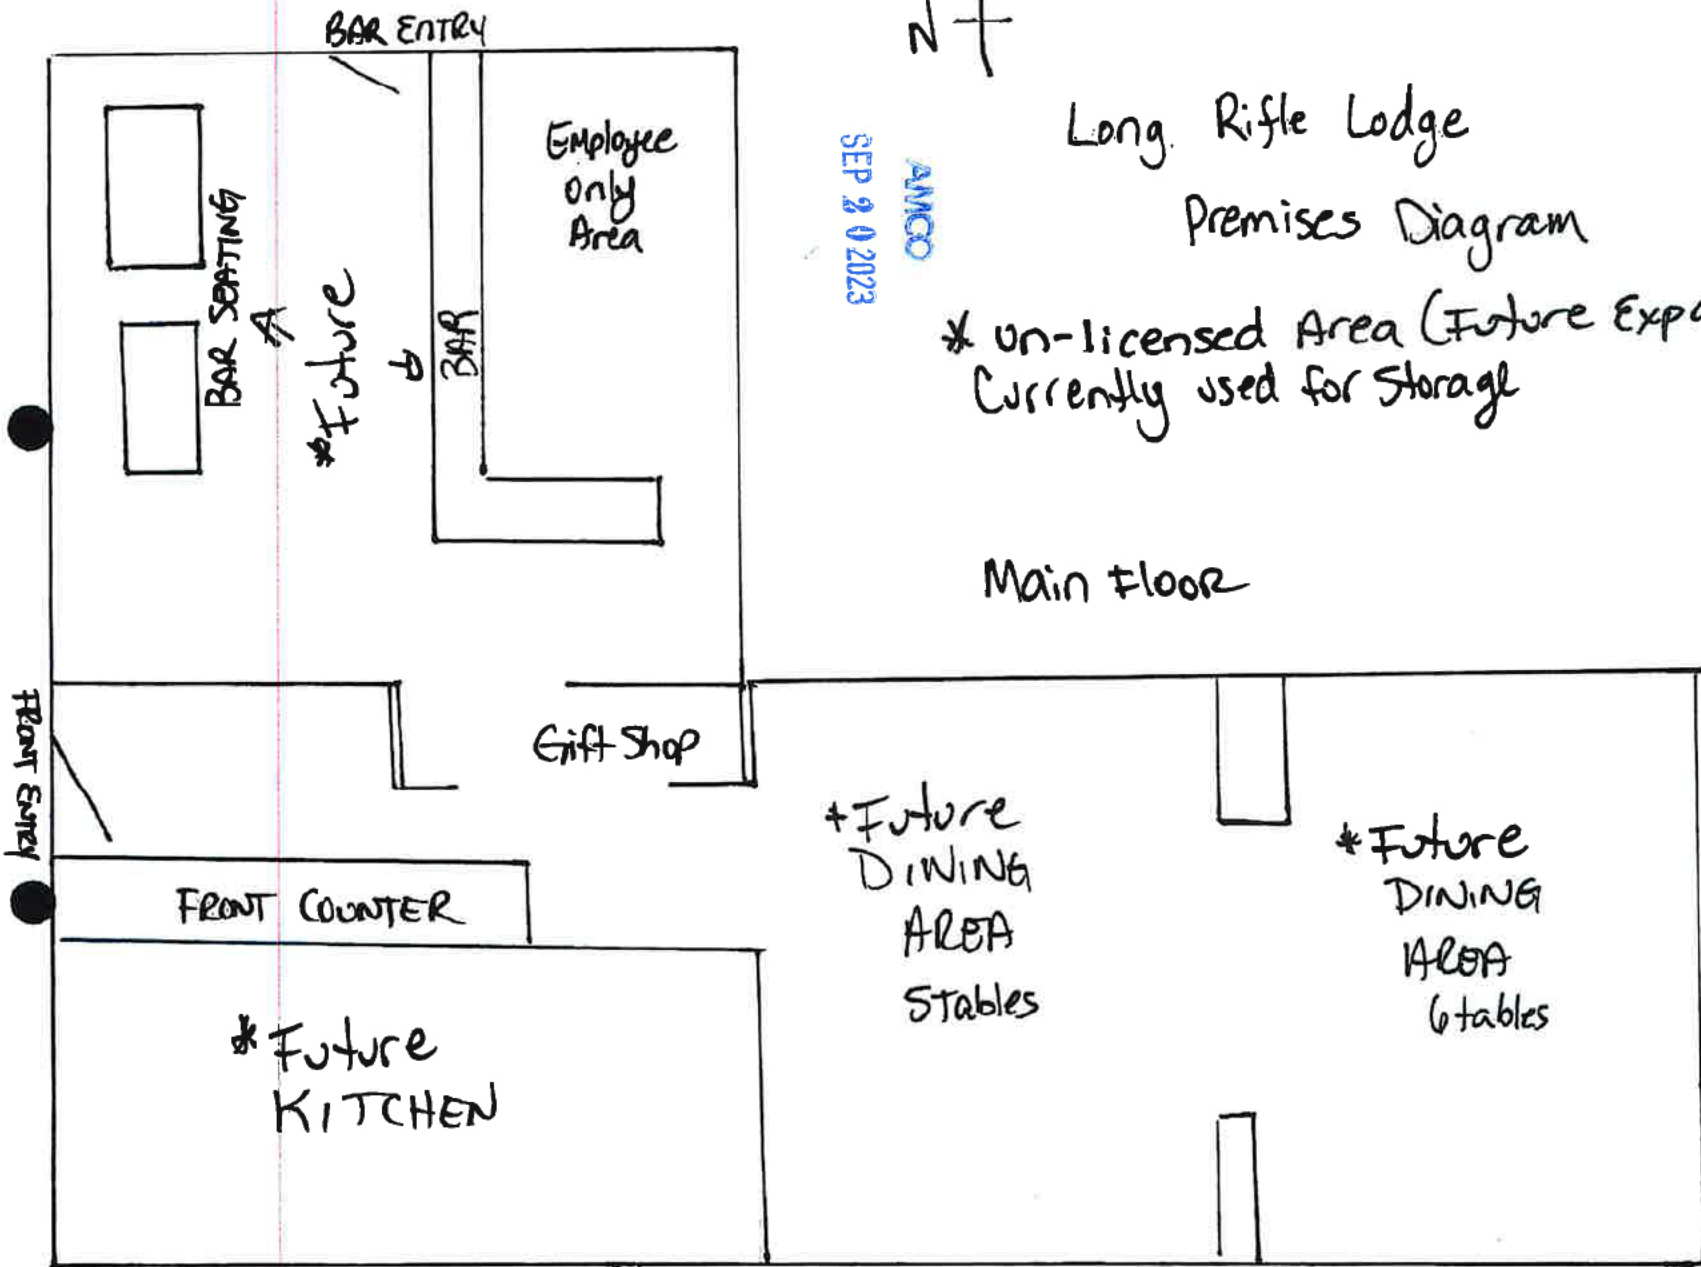 BAR ENTRY
N
Long Rifle Lodge
Premises Diagram
* un-licensed Area (Future Expa
Currently used for Storage
AMCO
SEP 20 2023
Employee
only
Area
BAR SEATING
*Future
BAR
Main Floor
FRONT ENTRY
Gift Shop
FRONT COUNTER
*Future
KITCHEN
*Future
DINING
AREA
5tables
*Future
DINING
AREA
6tables